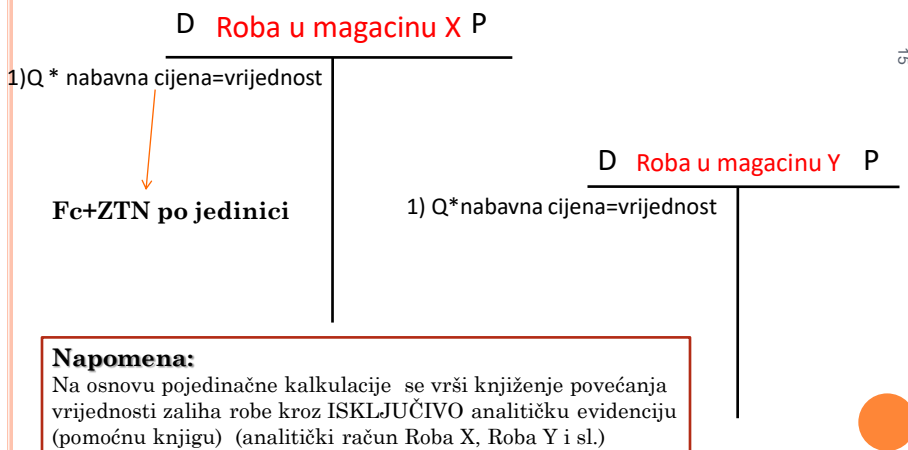 D Roba u magacinu X P
15
1)Q * nabavna cijena=vrijednost
D Roba u magacinu Y P
Fc+ZTN po jedinici
1) Q*nabavna cijena=vrijednost
Napomena:
Na osnovu pojedinačne kalkulacije se vrši knjiženje povećanja
vrijednosti zaliha robe kroz ISKLJUČIVO analitičku evidenciju
(pomoćnu knjigu) (analitički račun Roba X, Roba Y i sl.)